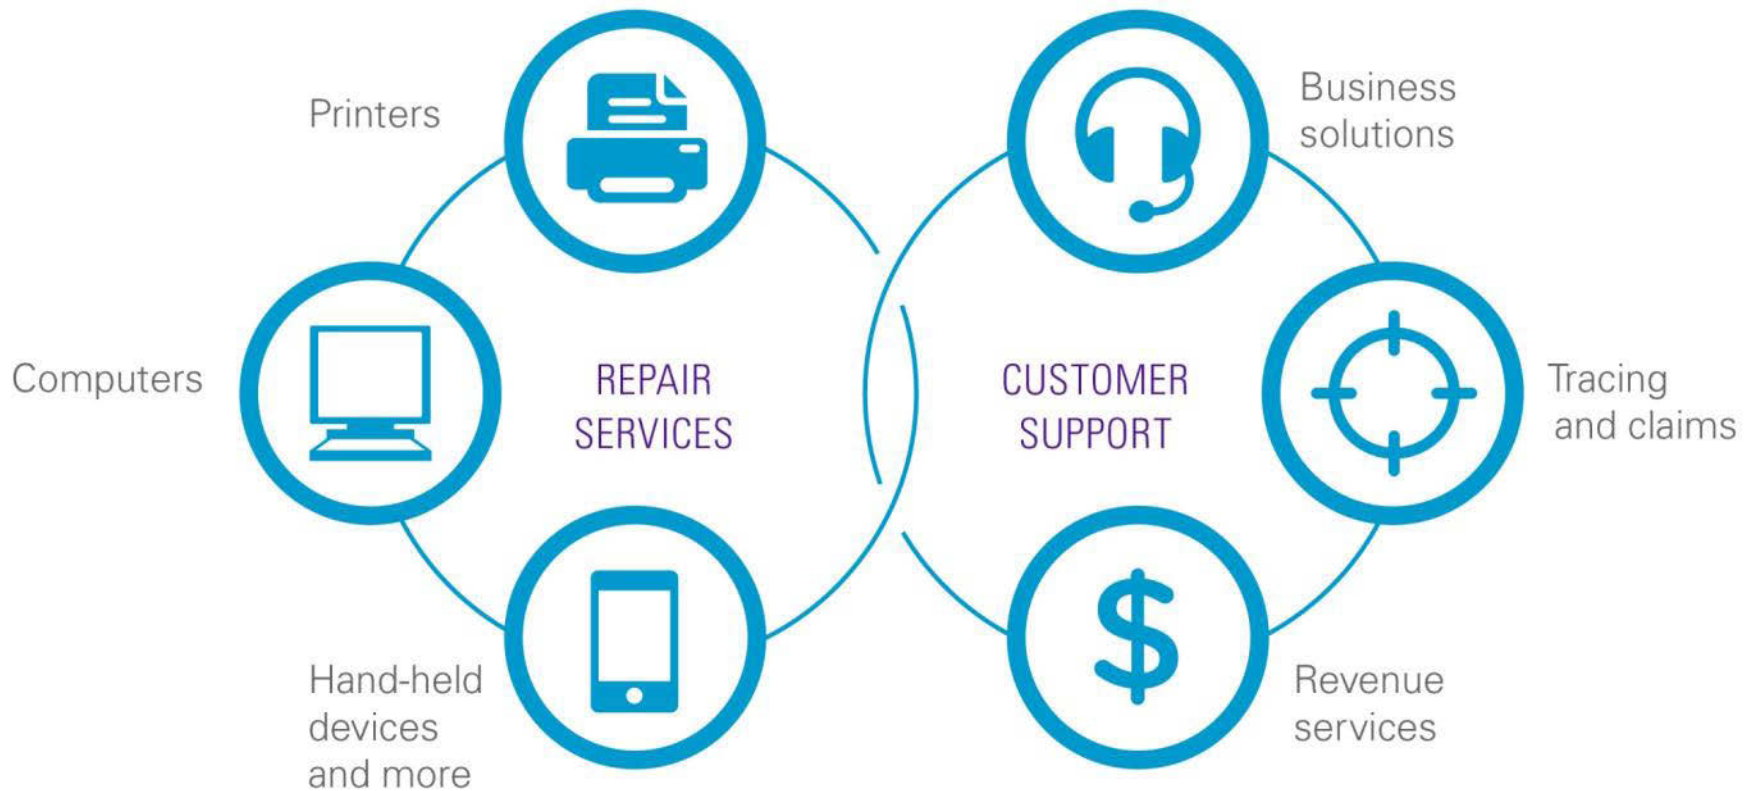 Printers
Computers
Hand-held
devices
and more
REPAIR
SERVICES
CUSTOMER
SUPPORT
Business
solutions
Tracing
and claims
Revenue
services